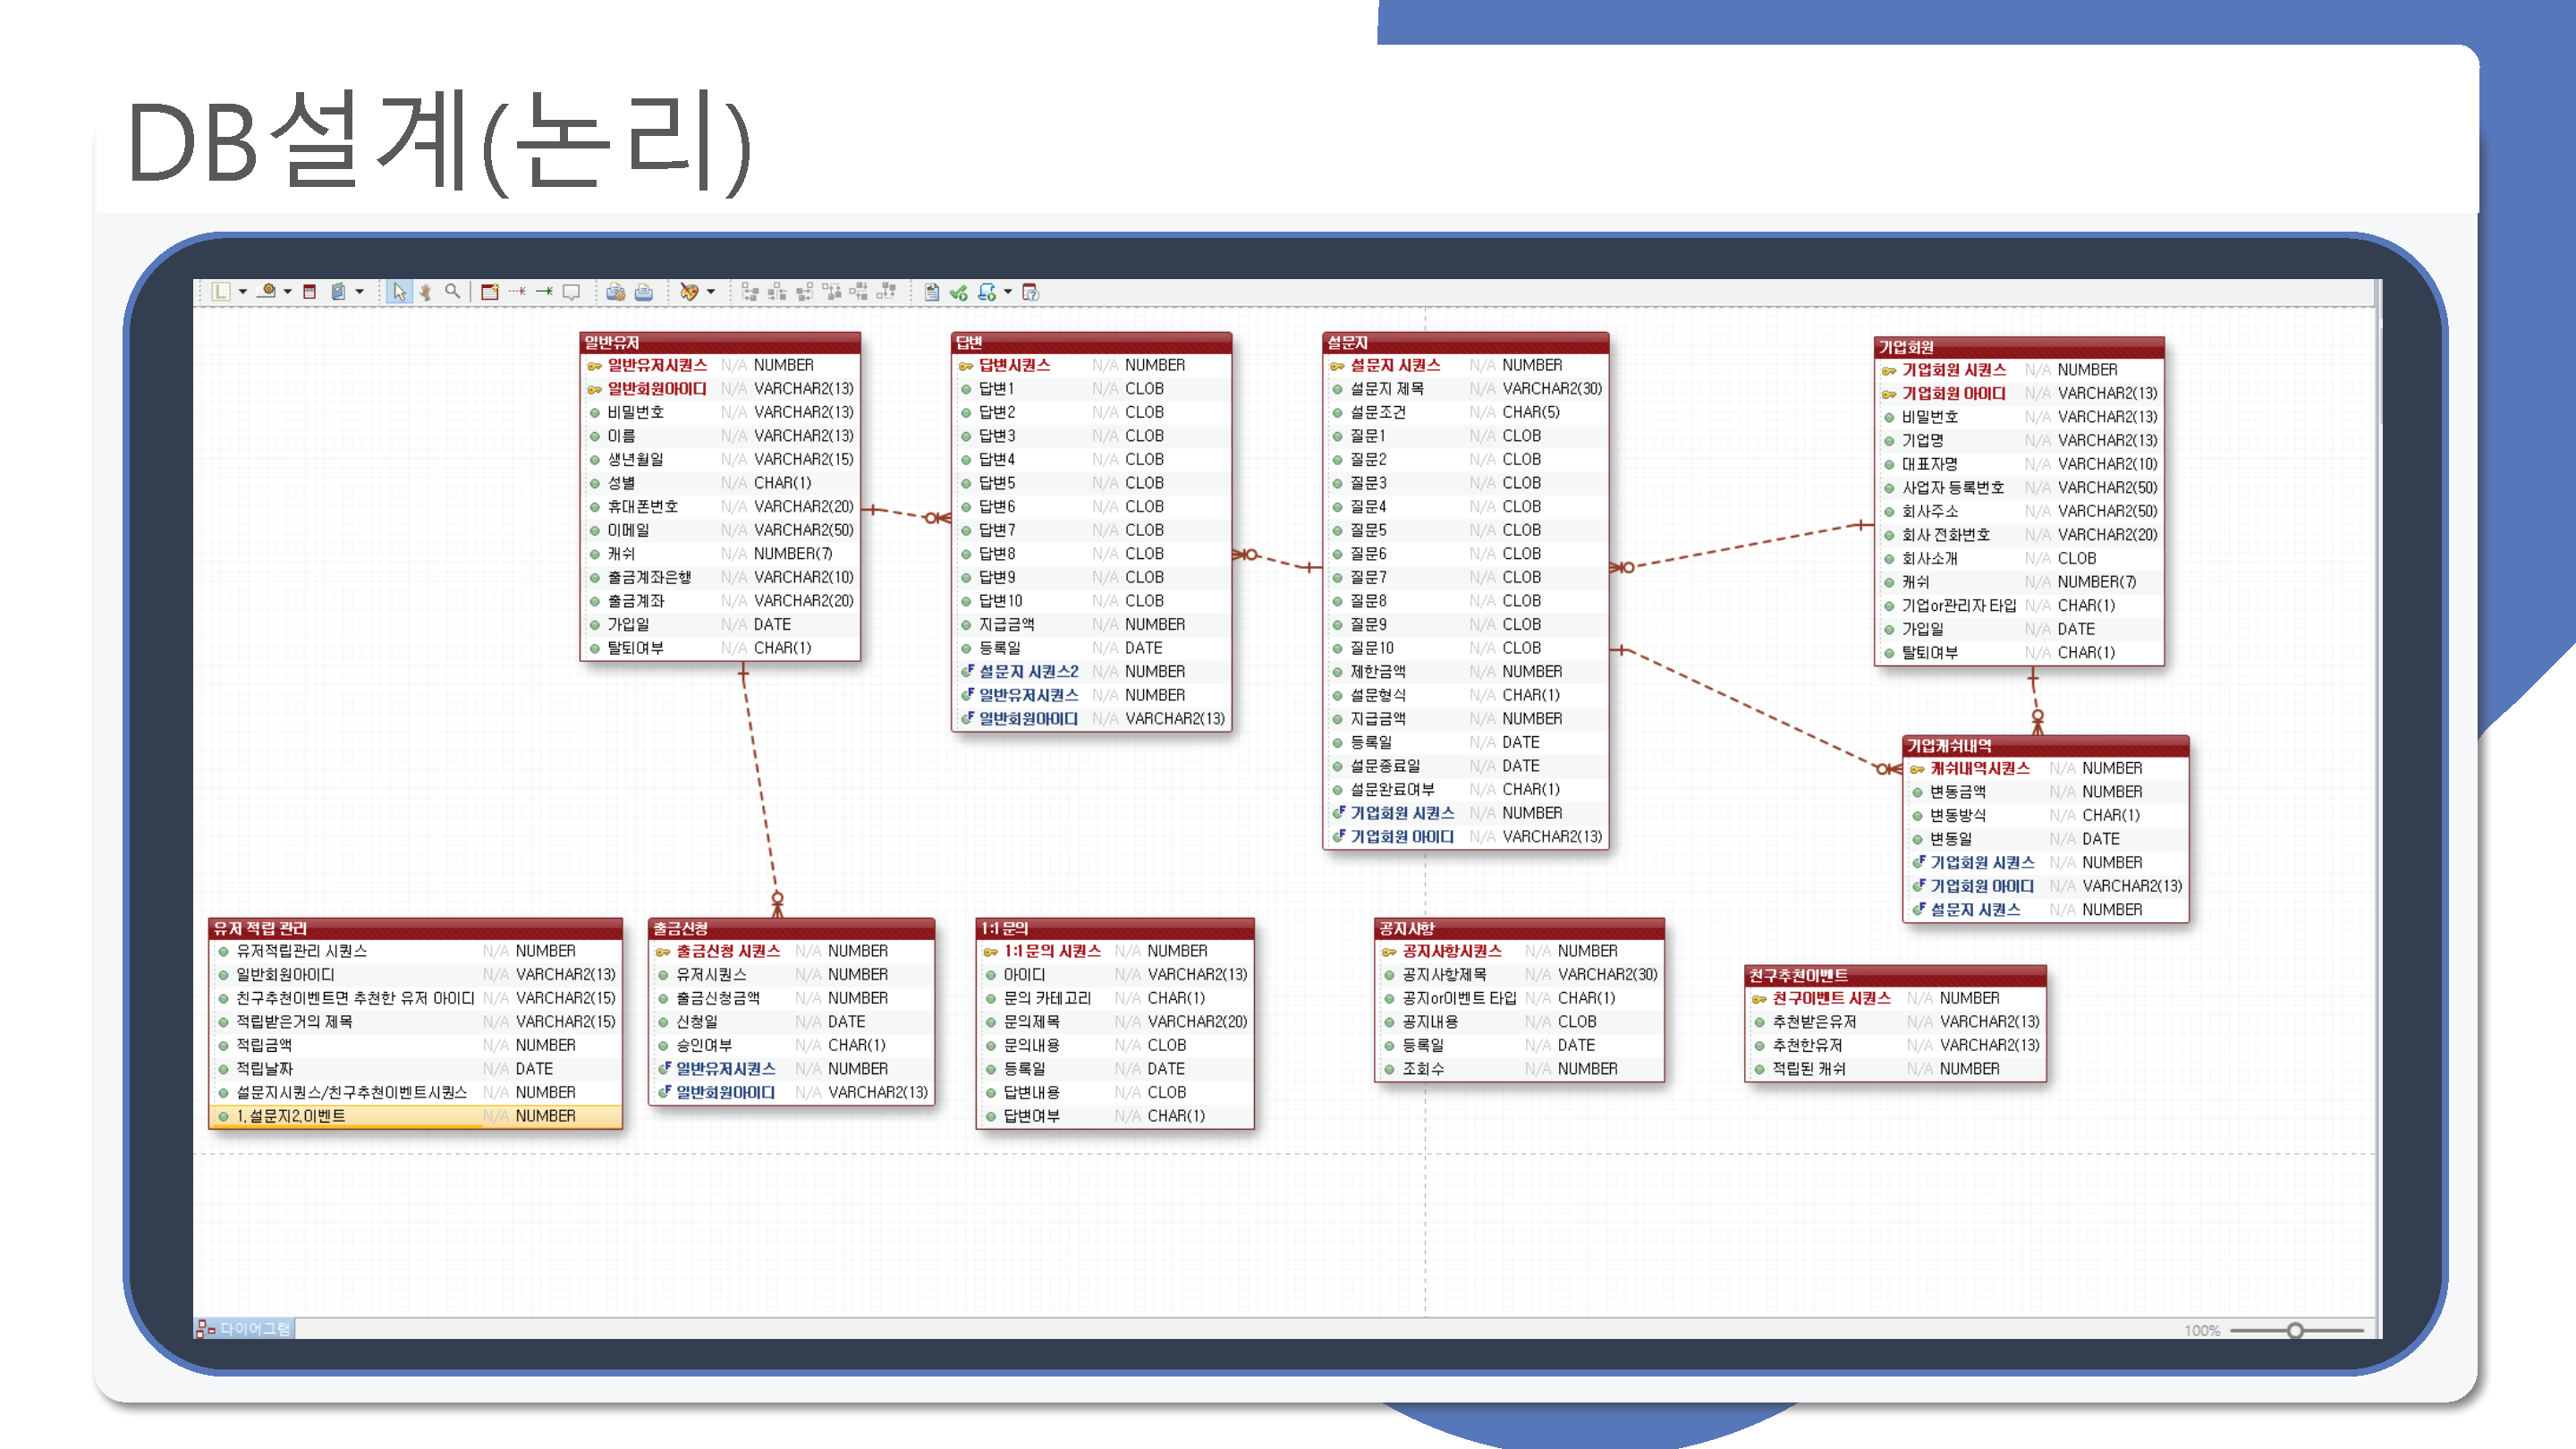 DB설계(논리)
일반유저
일반유저시퀀스 N/A NUMBER
일반회원아이디 N/A VARCHAR2(13)
비밀번호 N/A VARCHAR2(13)
이름 N/A VARCHAR2(13)
생년월일 N/A VARCHAR2(15)
성별 N/A CHAR(1)
휴대폰번호 N/A VARCHAR2(20)
이메일 N/A VARCHAR2(50)
캐쉬 N/A NUMBER(7)
출금계좌은행 N/A VARCHAR2(10)
출금계좌 N/A VARCHAR2(20)
가입일 N/A DATE
탈퇴여부 N/A CHAR(1)
답변
답변시퀀스 N/A NUMBER
답변1 N/A CLOB
답변2 N/A CLOB
답변3 N/A CLOB
답변4 N/A CLOB
답변5 N/A CLOB
답변6 N/A CLOB
답변7 N/A CLOB
답변8 N/A CLOB
답변9 N/A CLOB
답변10 N/A CLOB
지급금액 N/A NUMBER
등록일 N/A DATE
설문지 시퀀스2 N/A NUMBER
일반유저시퀀스 N/A NUMBER
일반회원아이디 N/A VARCHAR2(13)
설문지
설문지 시퀀스 N/A NUMBER
설문지 제목 N/A VARCHAR2(30)
설문조건 N/A CHAR(5)
질문1 N/A CLOB
질문2 N/A CLOB
질문3 N/A CLOB
질문4 N/A CLOB
질문5 N/A CLOB
질문6 N/A CLOB
질문7 N/A CLOB
질문8 N/A CLOB
질문9 N/A CLOB
질문10 N/A CLOB
제한금액 N/A NUMBER
설문형식 N/A CHAR(1)
지급금액 N/A NUMBER
등록일 N/A DATE
설문종료일 N/A DATE
설문완료여부 N/A CHAR(1)
기업회원 시퀀스 N/A NUMBER
기업회원 아이디 N/A VARCHAR2(13)
기업회원
기업회원 시퀀스 N/A NUMBER
기업회원 아이디 N/A VARCHAR2(13)
비밀번호 N/A VARCHAR2(13)
기업명 N/A VARCHAR2(13)
대표자명 N/A VARCHAR2(10)
사업자 등록번호 N/A VARCHAR2(50)
회사주소 N/A VARCHAR2(50)
회사 전화번호 N/A VARCHAR2(20)
회사소개 N/A CLOB
캐쉬 N/A NUMBER(7)
기업or관리자 타입 N/A CHAR(1)
가입일 N/A DATE
탈퇴여부 N/A CHAR(1)
기업캐쉬내역
캐쉬내역시퀀스 N/A NUMBER
변동금액 N/A NUMBER
변동방식 N/A CHAR(1)
변동일 N/A DATE
기업회원 시퀀스 N/A NUMBER
기업회원 아이디 N/A VARCHAR2(13)
설문지 시퀀스 N/A NUMBER
유저 적립 관리
유저적립관리 시퀀스 N/A NUMBER
일반회원아이디 N/A VARCHAR2(13)
친구추천이벤트면 추천한 유저 아이디 N/A VARCHAR2(15)
적립받은거의 제목 N/A VARCHAR2(15)
적립금액 N/A NUMBER
적립날짜 N/A DATE
설문지시퀀스/친구추천이벤트시퀀스 N/A NUMBER
1.설문지2.이벤트 N/A NUMBER
출금신청
출금신청 시퀀스 N/A NUMBER
유저시퀀스 N/A NUMBER
출금신청금액 N/A NUMBER
신청일 N/A DATE
승인여부 N/A CHAR(1)
일반유저시퀀스 N/A NUMBER
일반회원아이디 N/A VARCHAR2(13)
1:1 문의
1:1 문의 시퀀스 N/A NUMBER
아이디 N/A VARCHAR2(13)
문의 카테고리 N/A CHAR(1)
문의제목 N/A VARCHAR2(20)
문의내용 N/A CLOB
등록일 N/A DATE
답변내용 N/A CLOB
답변여부 N/A CHAR(1)
공지사항
공지사항시퀀스 N/A NUMBER
공지사항제목 N/A VARCHAR2(30)
공지or이벤트 타입 N/A CHAR(1)
공지내용 N/A CLOB
등록일 N/A DATE
조회수 N/A NUMBER
친구추천이벤트
친구이벤트 시퀀스 N/A NUMBER
추천받은유저 N/A VARCHAR2(13)
추천한유저 N/A VARCHAR2(13)
적립된 캐쉬 N/A NUMBER
다이어그램
100%